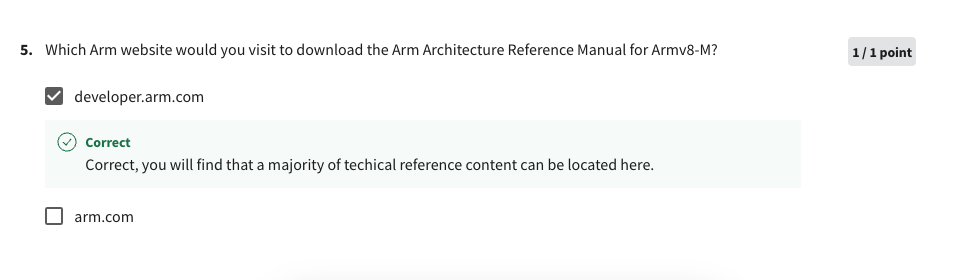 5. Which Arm website would you visit to download the Arm Architecture Reference Manual for Armv8-M?
1 / 1 point
developer.arm.com
Correct
Correct, you will find that a majority of techical reference content can be located here.
arm.com